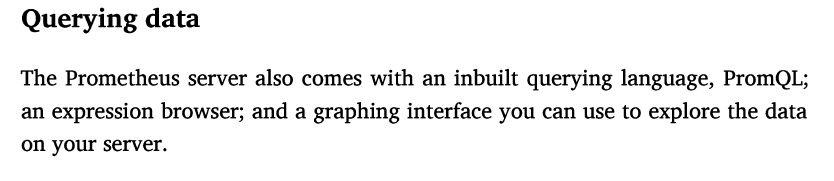 Querying data
The Prometheus server also comes with an inbuilt querying language, PromQL;
an expression browser; and a graphing interface you can use to explore the data
on your server.